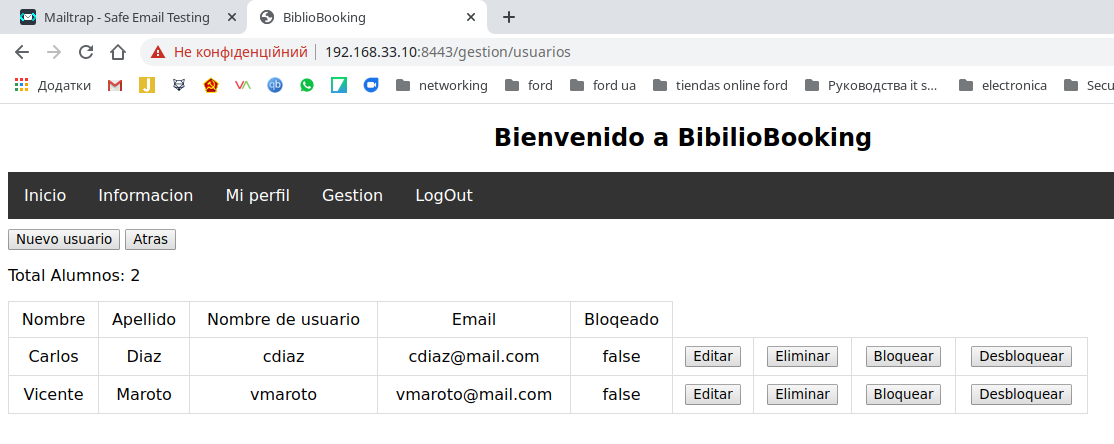 Mailtrap - Safe Email Testing BiblioBooking
Не конфіденційний 192.168.33.10:8443/gestion/usuarios
Додатки networking ford ford ua tiendas online ford Руководства it s... electronica Secu
Bienvenido a BibilioBooking
Inicio Informacion Mi perfil Gestion LogOut
Nuevo usuario Atras
Total Alumnos: 2
Nombre Apellido Nombre de usuario Email Bloqeado
Carlos Diaz cdiaz cdiaz@mail.com false Editar Eliminar Bloquear Desbloquear
Vicente Maroto vmaroto vmaroto@mail.com false Editar Eliminar Bloquear Desbloquear